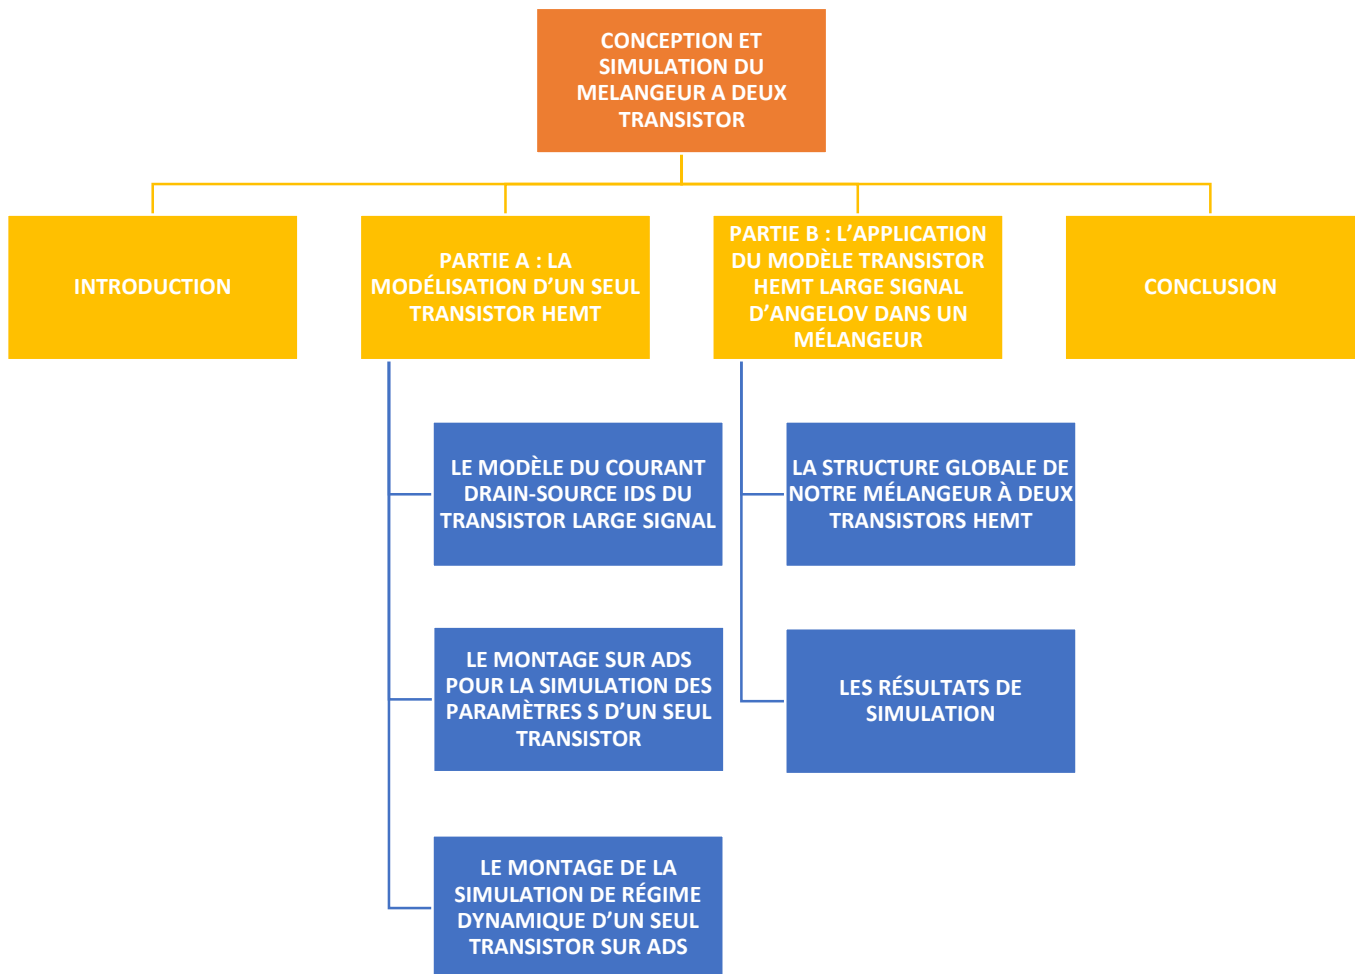 CONCEPTION ET
SIMULATION DU
MELANGEUR A DEUX
TRANSISTOR
INTRODUCTION
PARTIE A : LA
MODÉLISATION D’UN SEUL
TRANSISTOR HEMT
PARTIE B : L’APPLICATION
DU MODÈLE TRANSISTOR
HEMT LARGE SIGNAL
D’ANGELOV DANS UN
MÉLANGEUR
CONCLUSION
LE MODÈLE DU COURANT
DRAIN-SOURCE IDS DU
TRANSISTOR LARGE SIGNAL
LE MONTAGE SUR ADS
POUR LA SIMULATION DES
PARAMÈTRES S D’UN SEUL
TRANSISTOR
LE MONTAGE DE LA
SIMULATION DE RÉGIME
DYNAMIQUE D’UN SEUL
TRANSISTOR SUR ADS
LA STRUCTURE GLOBALE DE
NOTRE MÉLANGEUR À DEUX
TRANSISTORS HEMT
LES RÉSULTATS DE
SIMULATION